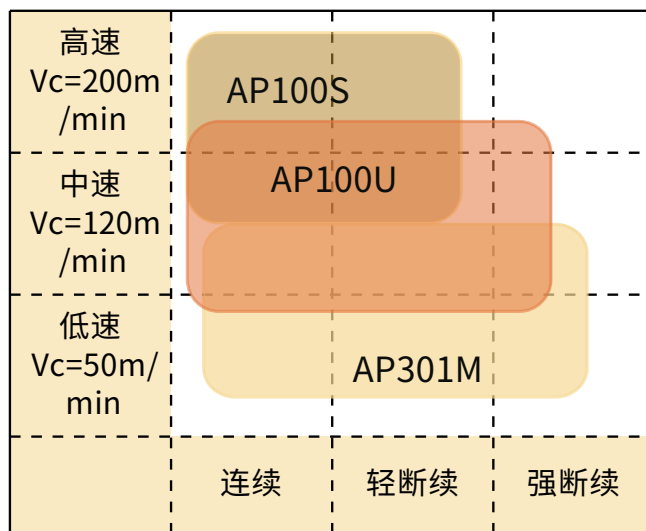 高速
Vc=200m
/min
AP100S
中速
Vc=120m
/min
AP100U
低速
Vc=50m/
min
AP301M
连续
轻断续
强断续